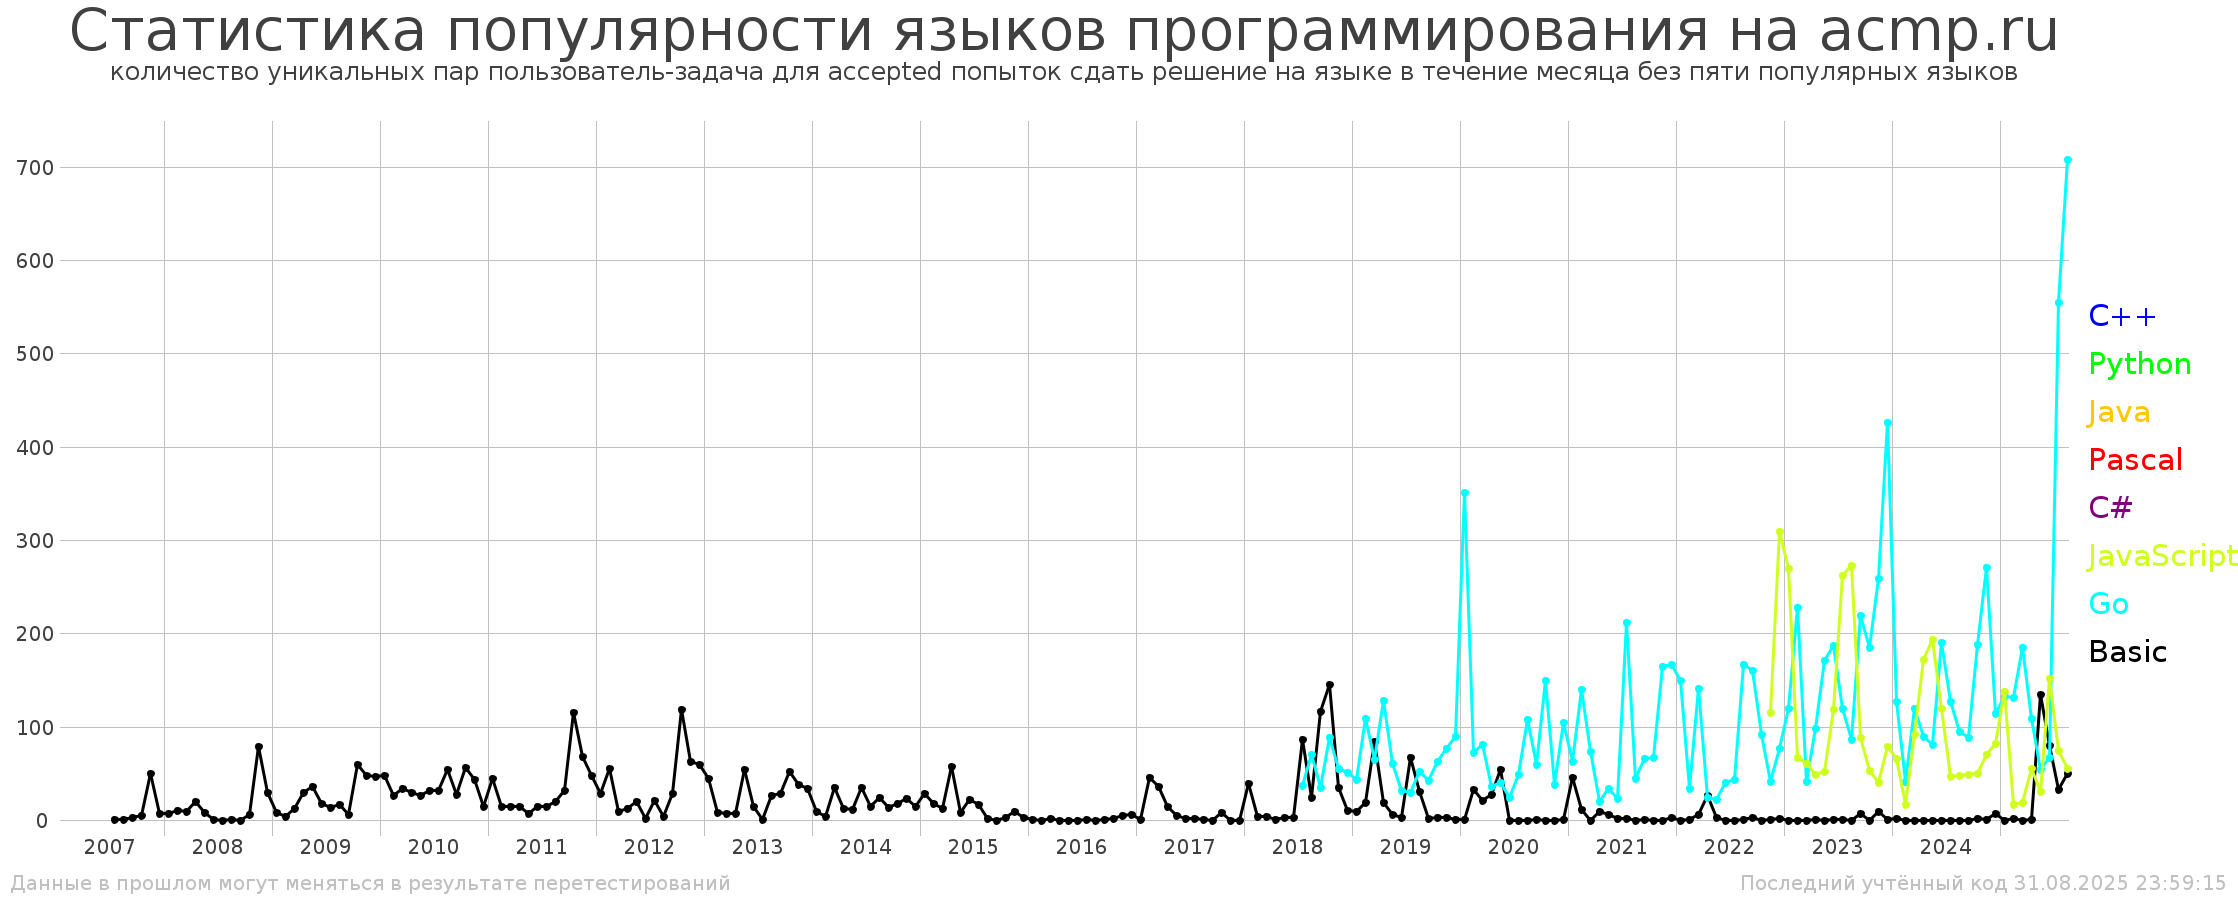 Статистика популярности языков программирования на acmp.ru
количество уникальных пар пользователь-задача для accepted попыток сдать решение на языке в течение месяца без пяти популярных языков
700
600
500
400
300
200
100
0
C++
Python
Java
Pascal
C#
JavaScript
Go
Basic
2007 2008 2009 2010 2011 2012 2013 2014 2015 2016 2017 2018 2019 2020 2021 2022 2023 2024
Данные в прошлом могут меняться в результате перетестирований
Последний учтённый код 31.08.2025 23:59:15